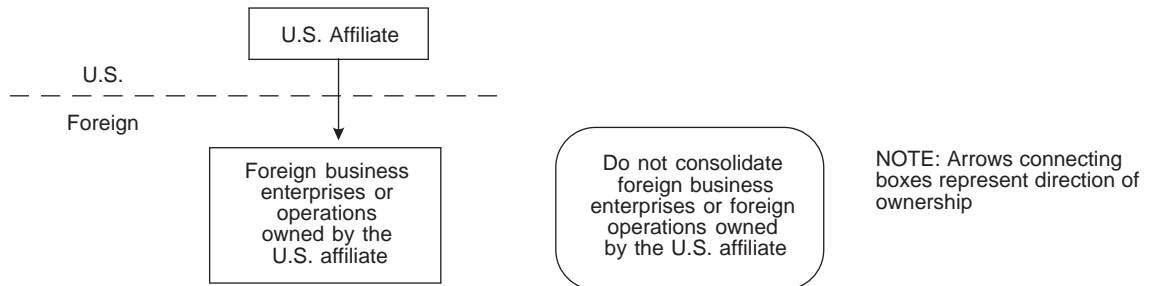 U.S. Affiliate
U.S.
Foreign
Foreign business
enterprises or
operations
owned by the
U.S. affiliate
Do not consolidate
foreign business
enterprises or foreign
operations owned
by the U.S. affiliate
NOTE: Arrows connecting
boxes represent direction of
ownership